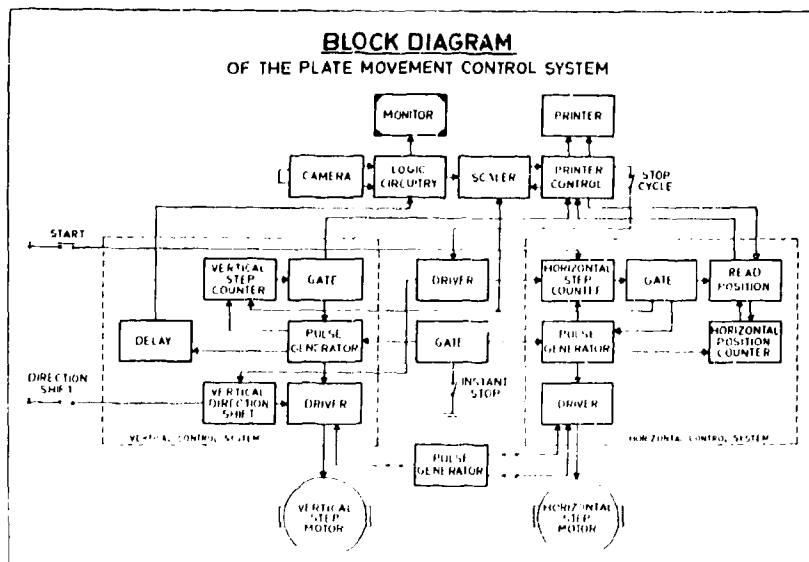 BLOCK DIAGRAM
OF THE PLATE MOVEMENT CONTROL SYSTEM
MONITOR
PRINTER
CAMERA
LOGIC
CIRCUITRY
SCALER
PRINTER
CONTROL
STOP
CYCLE
START
VERTICAL
STEP
COUNTER
GATE
DRIVER
HORIZONTAL
STEP
COUNTER
GATE
READ
POSITION
DELAY
PULSE
GENERATOR
GATE
PULSE
GENERATOR
HORIZONTAL
POSITION
COUNTER
DIRECTION
SHIFT
VERTICAL
DIRECTION
SHIFT
DRIVER
INSTANT
STOP
DRIVER
VERTICAL CONTROL SYSTEM
HORIZONTAL CONTROL SYSTEM
PULSE
GENERATOR
VERTICAL
STEP
MOTOR
HORIZONTAL
STEP
MOTOR